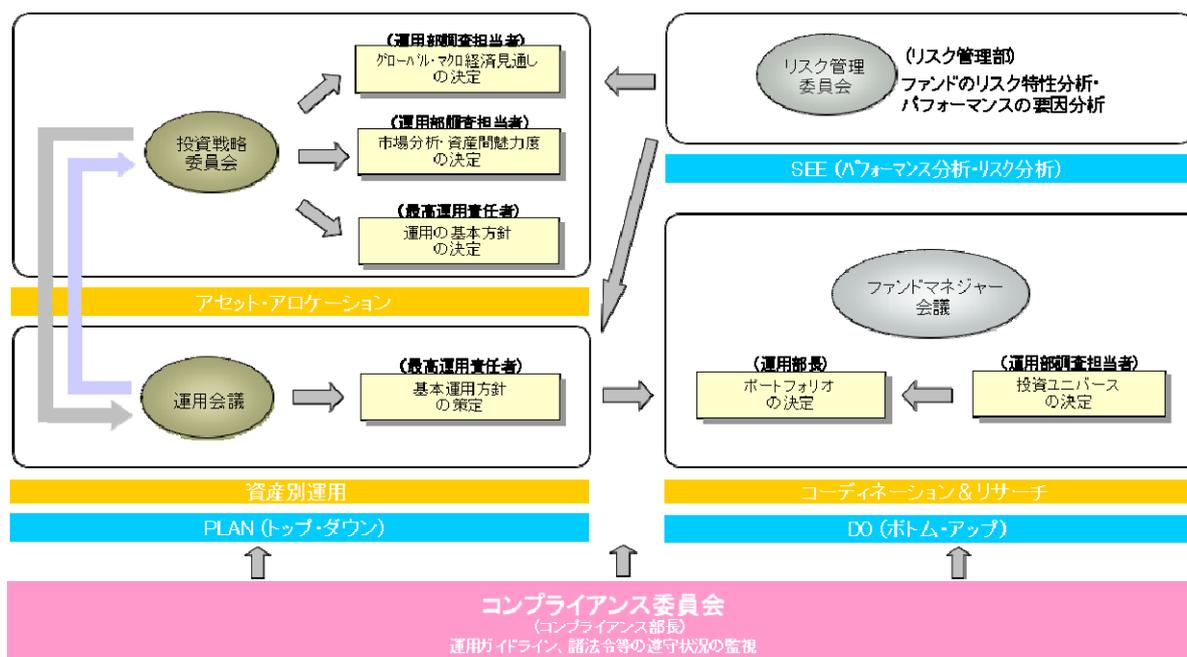 (運用部調査担当者)
グローバル・マクロ経済見通し
の決定
投資戦略
委員会
(運用部調査担当者)
市場分析・資産間魅力度
の決定
(最高運用責任者)
運用の基本方針
の決定
アセット・アロケーション
運用会議
(最高運用責任者)
基本運用方針
の策定
資産別運用
PLAN (トップ・ダウン)
リスク管理
委員会
(リスク管理部)
ファンドのリスク特性分析・
パフォーマンスの要因分析
SEE (パフォーマンス分析・リスク分析)
ファンドマネジャー
会議
(運用部長)
ポートフォリオ
の決定
(運用部調査担当者)
投資ユニバース
の決定
コーディネーション&リサーチ
DO (ボトム・アップ)
コンプライアンス委員会
(コンプライアンス部長)
運用ガイドライン、諸法令等の遵守状況の監視